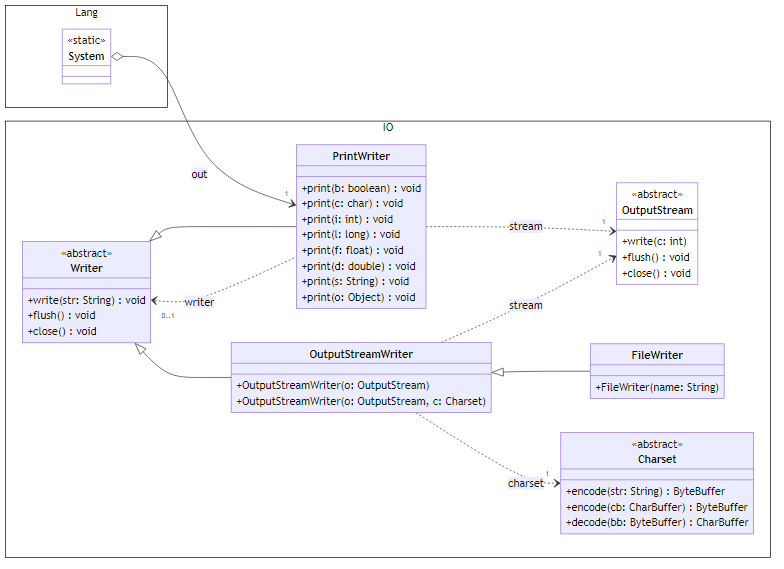 Lang
«static»
System
IO
out
1
PrintWriter
+print(b: boolean) : void
+print(c: char) : void
+print(i: int) : void
+print(l: long) : void
+print(f: float) : void
+print(d: double) : void
+print(s: String) : void
+print(o: Object) : void
«abstract»
OutputStream
+write(c: int)
+flush() : void
+close() : void
1
stream
1
stream
«abstract»
Writer
+write(str: String) : void
+flush() : void
+close() : void
writer
0..1
OutputStreamWriter
+OutputStreamWriter(o: OutputStream)
+OutputStreamWriter(o: OutputStream, c: Charset)
FileWriter
+FileWriter(name: String)
charset
1
«abstract»
Charset
+encode(str: String) : ByteBuffer
+encode(cb: CharBuffer) : ByteBuffer
+decode(bb: ByteBuffer) : CharBuffer